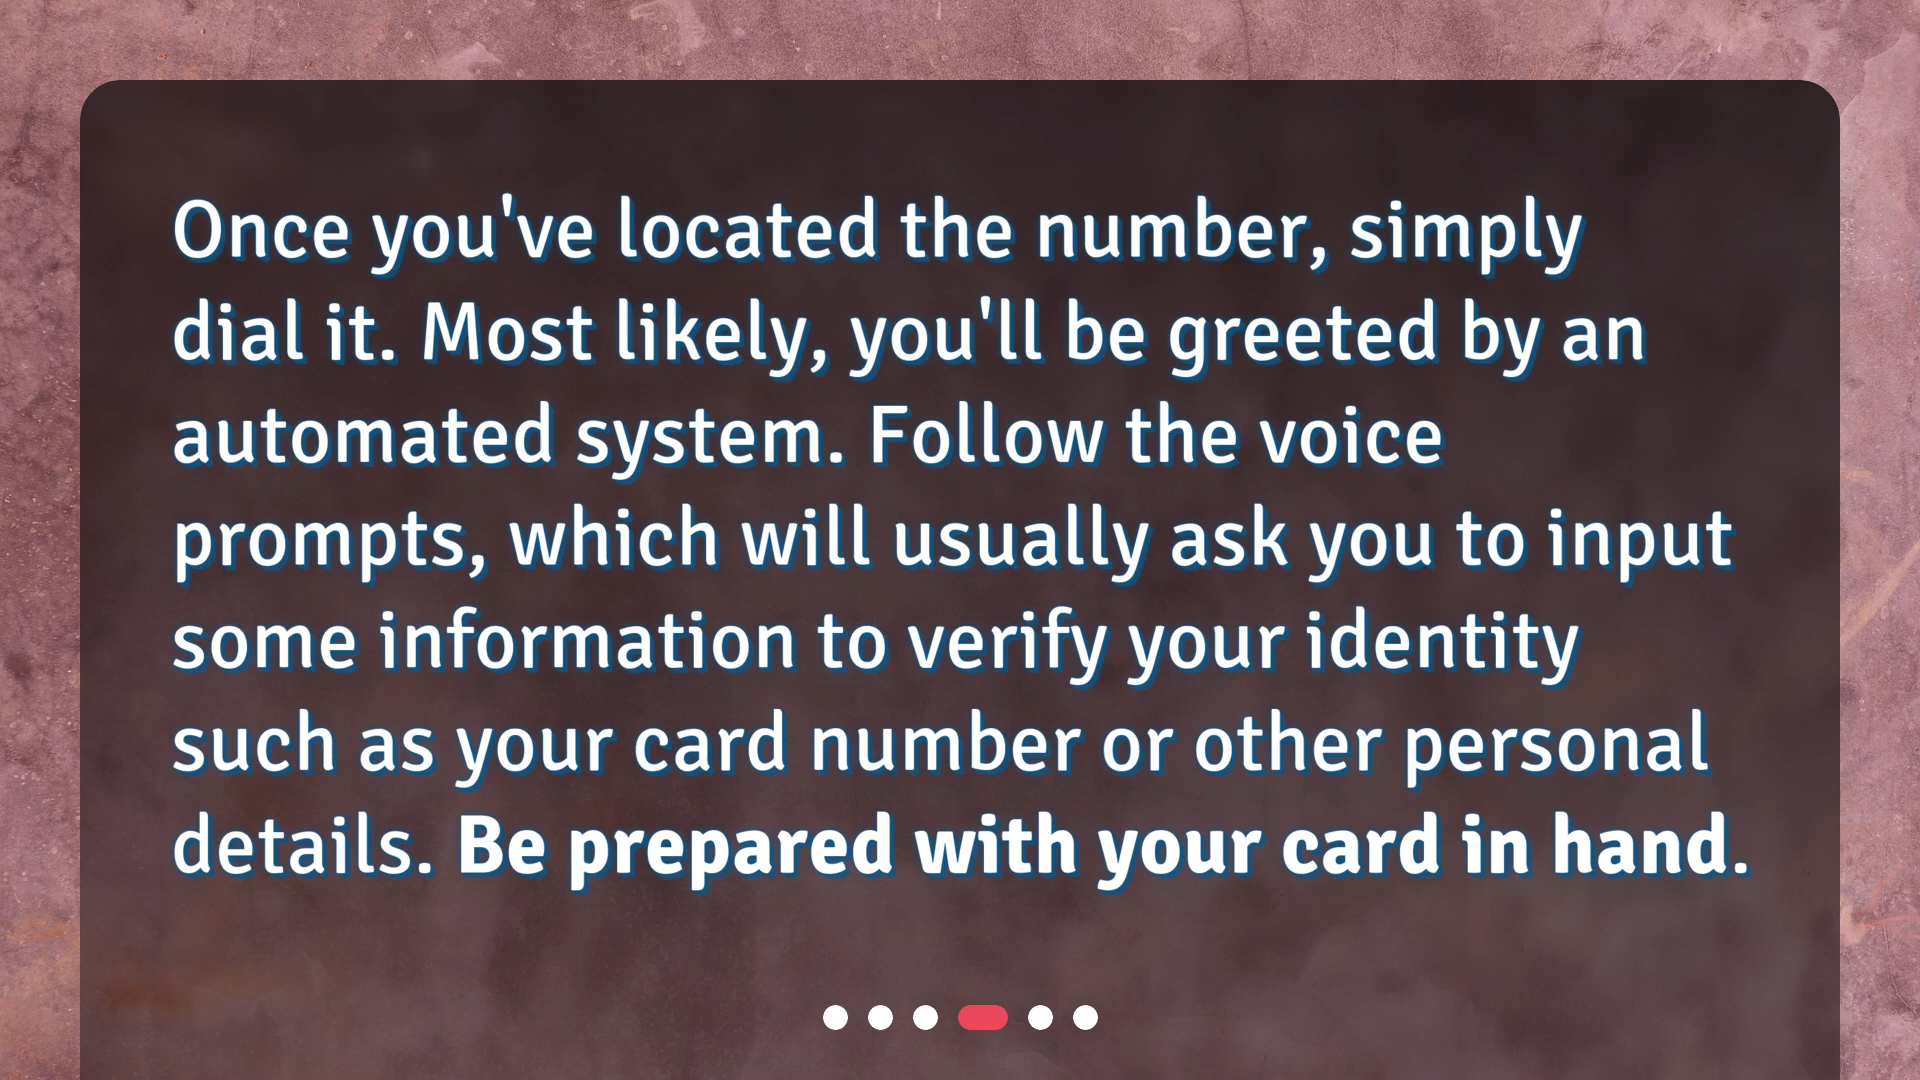 Once you've located the number, simply
dial it. Most likely, you'll be greeted by an
automated system. Follow the voice
prompts, which will usually ask you to input
some information to verify your identity
such as your card number or other personal
details. Be prepared with your card in hand.